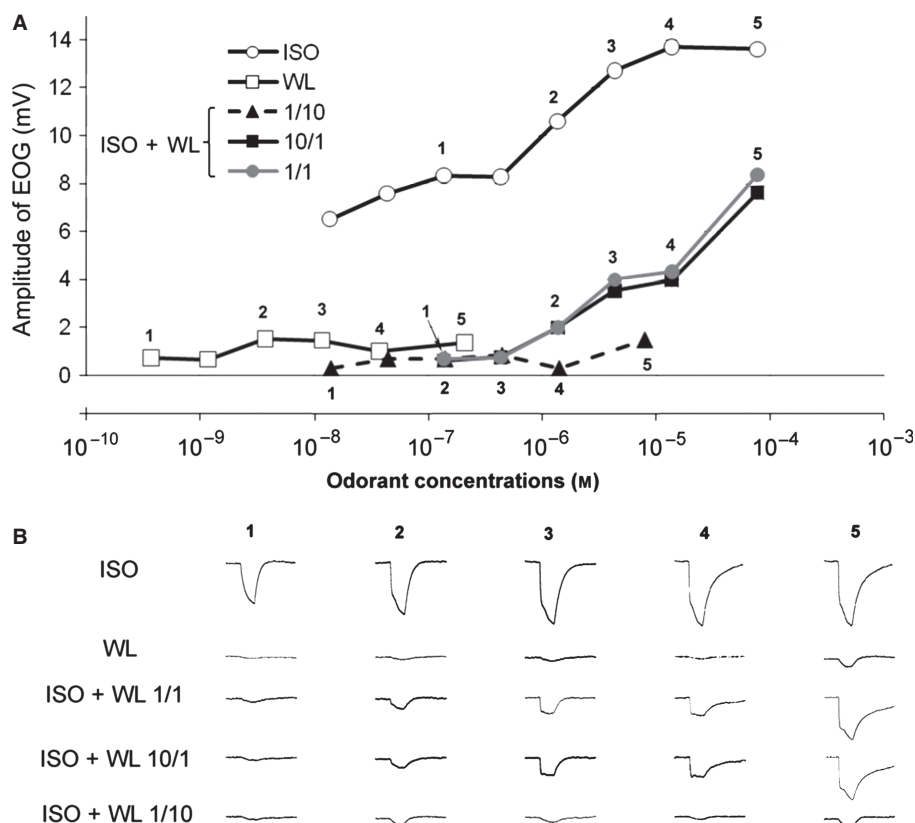 A
Amplitude of EOG (mV)
14
12
10
8
6
4
2
0
ISO
WL
ISO + WL
1/10
10/1
1/1
1 2 3 4 5
1 2 3 4 5
1 2 3 4 5
1 2 3 4 5
10⁻¹⁰ 10⁻⁹ 10⁻⁸ 10⁻⁷ 10⁻⁶ 10⁻⁵ 10⁻⁴ 10⁻³
Odorant concentrations (M)
B
1 2 3 4 5
ISO
WL
ISO + WL 1/1
ISO + WL 10/1
ISO + WL 1/10